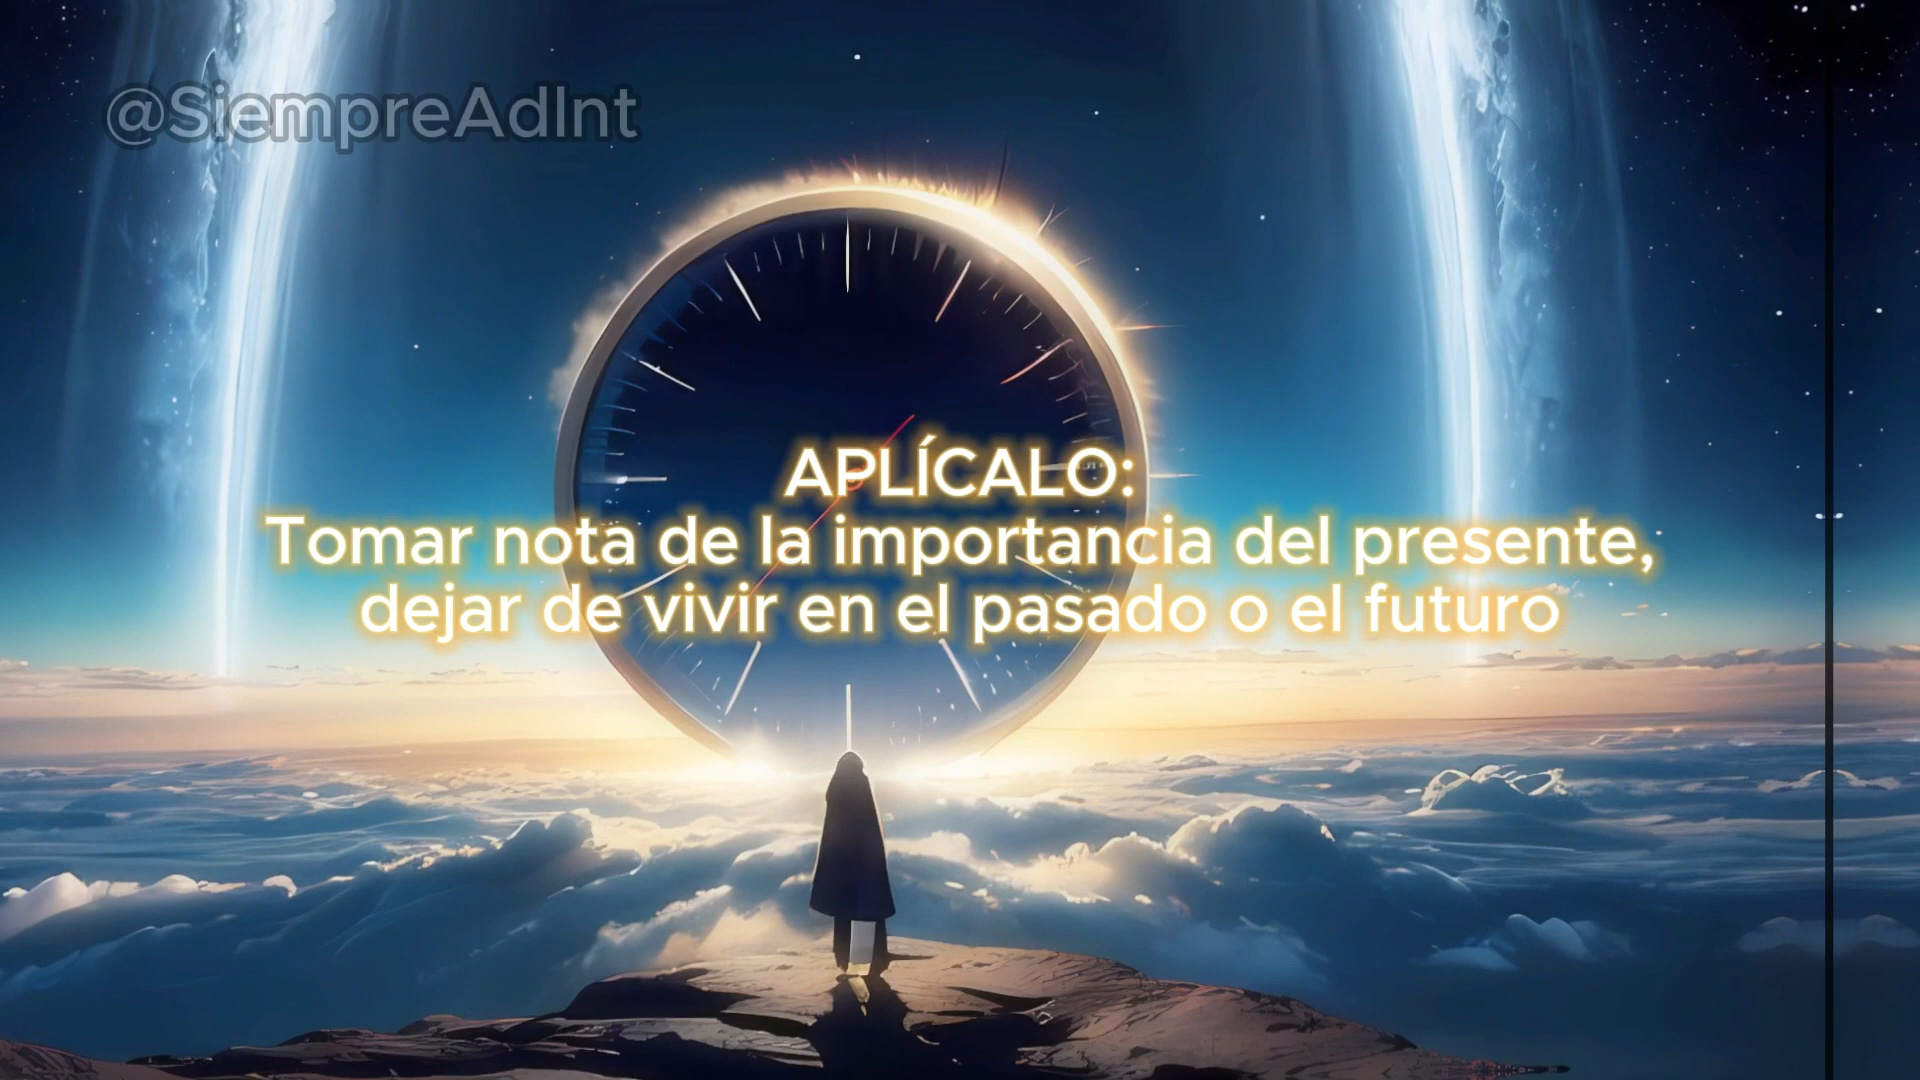 @SiempreAdInt
APLÍCALO:
Tomar nota de la importancia del presente,
dejar de vivir en el pasado o el futuro